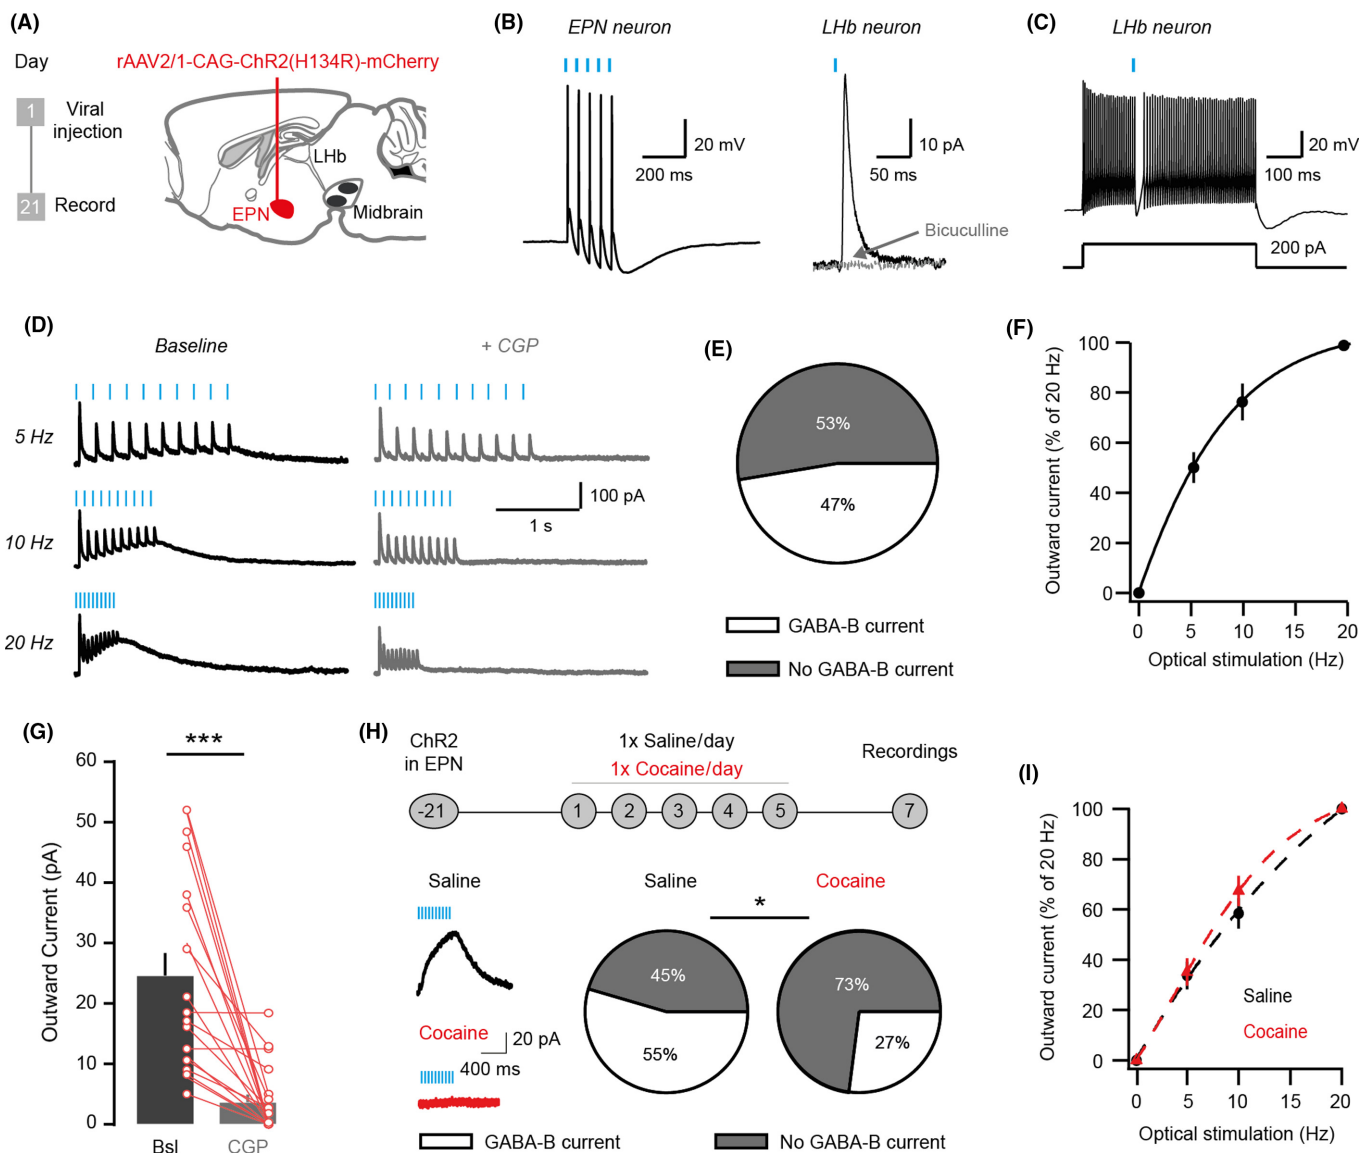 (A)
Day
rAAV2/1-CAG-ChR2(H134R)-mCherry
1
Viral
injection
21
Record
LHb
EPN
Midbrain
(B)
EPN neuron
20 mV
200 ms
LHb neuron
10 pA
50 ms
Bicuculline
(C)
LHb neuron
20 mV
100 ms
200 pA
(D)
Baseline
+ CGP
5 Hz
10 Hz
100 pA
1 s
20 Hz
(E)
53%
47%
GABA-B current
No GABA-B current
(F)
Outward current (% of 20 Hz)
100
80
60
40
20
0
0 5 10 15 20
Optical stimulation (Hz)
(G)
***
Outward Current (pA)
60
50
40
30
20
10
0
Bsl
CGP
(H)
ChR2
in EPN
1x Saline/day
1x Cocaine/day
Recordings
-21 1 2 3 4 5 7
Saline
Cocaine
20 pA
400 ms
Saline
*
Cocaine
45%
55%
73%
27%
GABA-B current
No GABA-B current
(I)
Outward current (% of 20 Hz)
100
80
60
40
20
0
Saline
Cocaine
0 5 10 15 20
Optical stimulation (Hz)